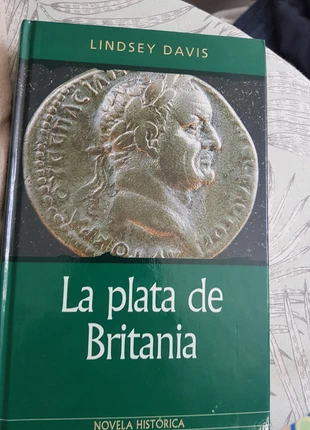 LINDSEY DAVIS
La plata de
Britania
NOVELA HISTÓRICA